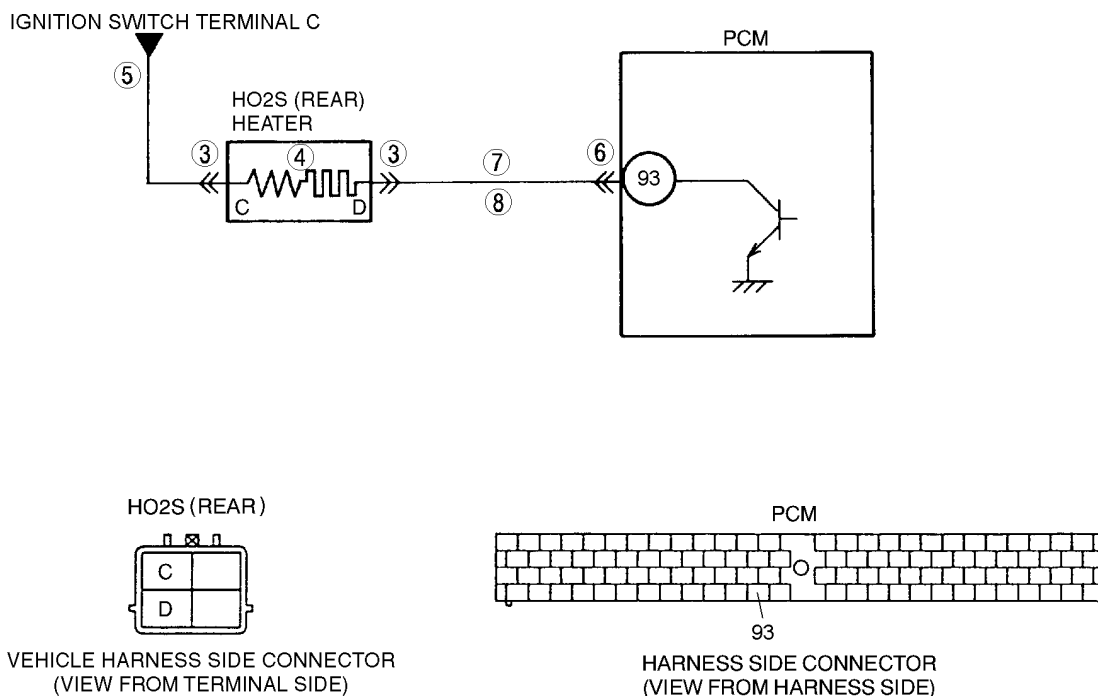 IGNITION SWITCH TERMINAL C
PCM
5
HO2S (REAR)
HEATER
3
4
3
7
6
93
C
D
8
HO2S (REAR)
PCM
C
D
93
VEHICLE HARNESS SIDE CONNECTOR
(VIEW FROM TERMINAL SIDE)
HARNESS SIDE CONNECTOR
(VIEW FROM HARNESS SIDE)